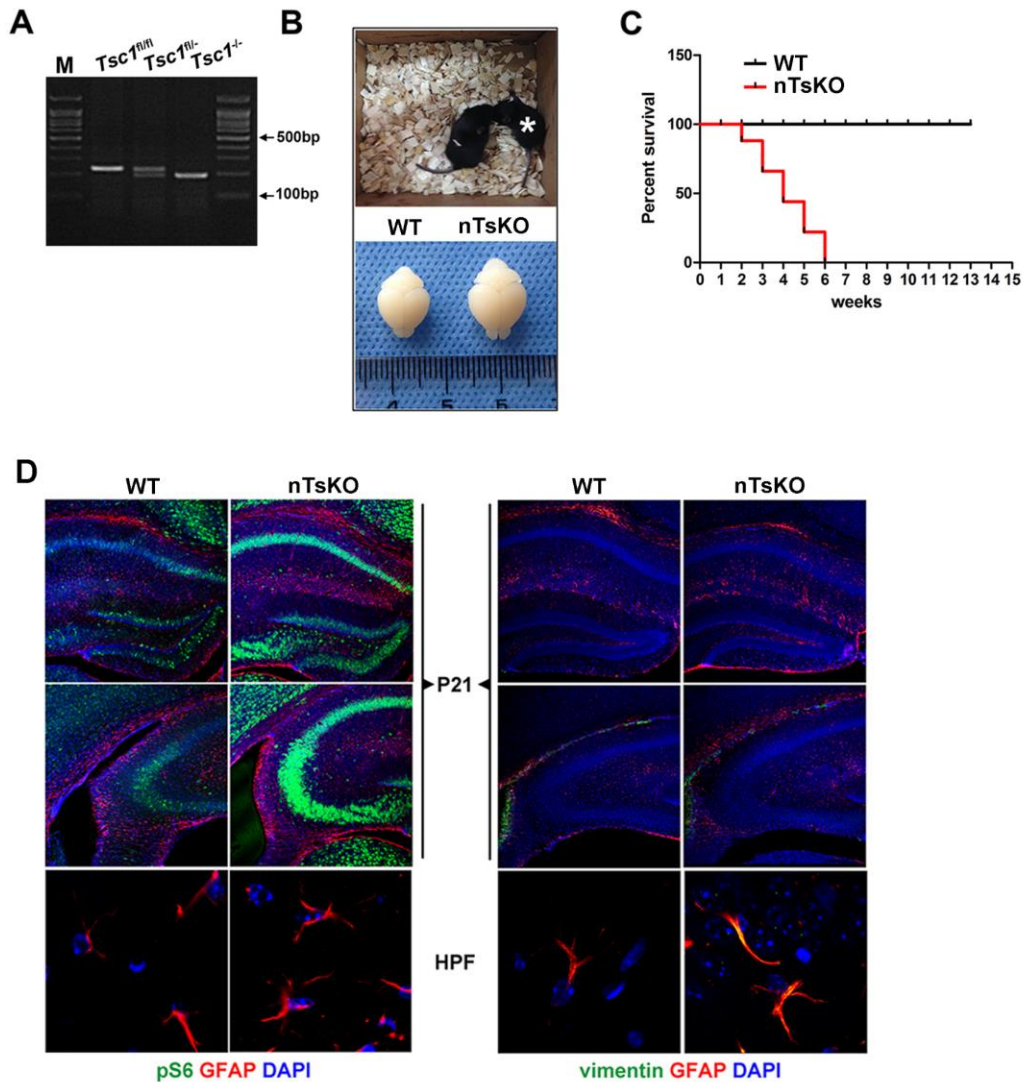 A
M Tsc1fl/fl Tsc1fl/- Tsc1-/-
500bp
100bp
B
WT nTsKO
4 5 6
C
WT
nTsKO
Percent survival
150
100
50
0
0 1 2 3 4 5 6 7 8 9 10 11 12 13 14 15
weeks
D
WT nTsKO
WT nTsKO
P21
HPF
pS6 GFAP DAPI
vimentin GFAP DAPI